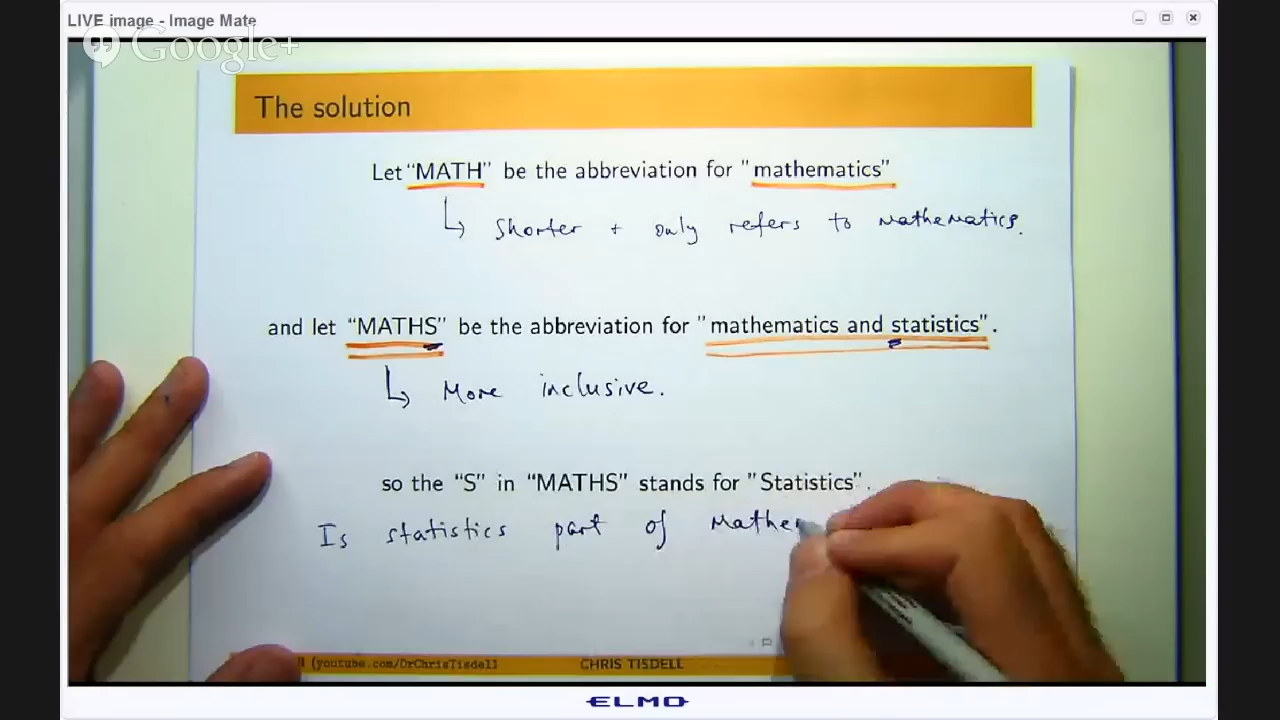 LIVE image - Image Mate
Google+
The solution
Let “MATH” be the abbreviation for ”mathematics”
Shorter + only refers to Mathematics.
and let “MATHS” be the abbreviation for ”mathematics and statistics”.
More inclusive.
so the “S” in “MATHS” stands for ”Statistics”.
Is statistics part of Mathe
(youtube.com/DrChrisTisdell CHRIS TISDELL
ELMO